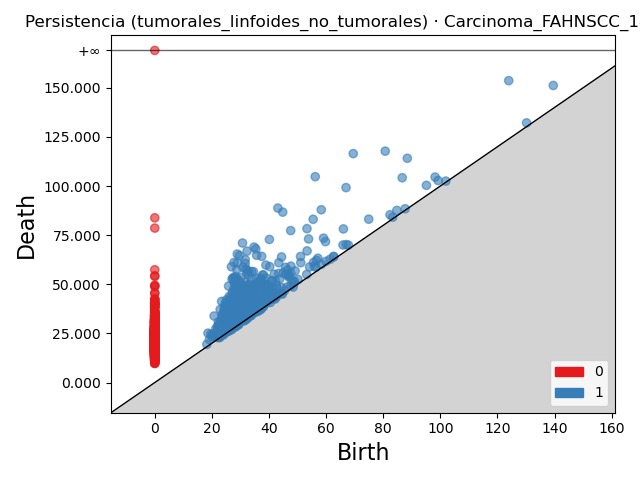 Persistencia (tumorales_linfoides_no_tumorales) · Carcinoma_FAHNSCC_1
+∞
150.000
125.000
100.000
75.000
50.000
25.000
0.000
Death
0
1
0 20 40 60 80 100 120 140 160
Birth